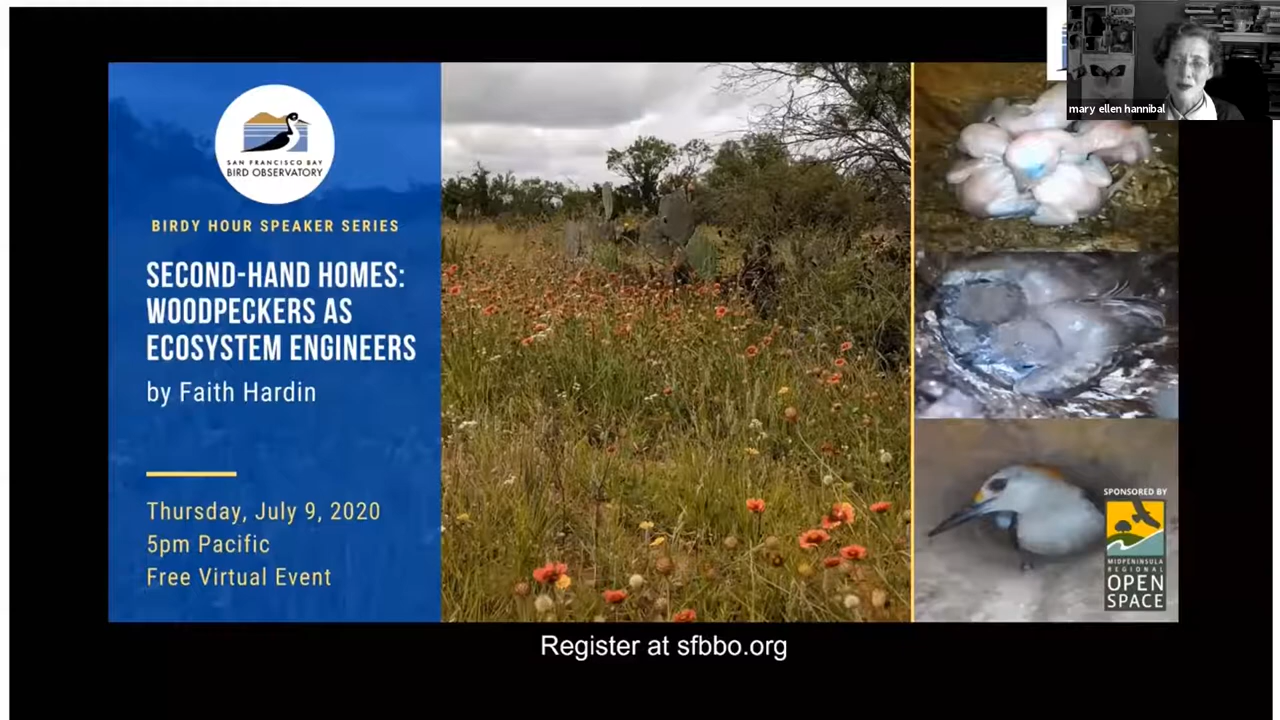 SAN FRANCISCO BAY
BIRD OBSERVATORY
BIRDY HOUR SPEAKER SERIES
SECOND-HAND HOMES:
WOODPECKERS AS
ECOSYSTEM ENGINEERS
by Faith Hardin
Thursday, July 9, 2020
5pm Pacific
Free Virtual Event
mary ellen hannibal
SPONSORED BY
MIDPENINSULA
REGIONAL
OPEN
SPACE
Register at sfbbo.org